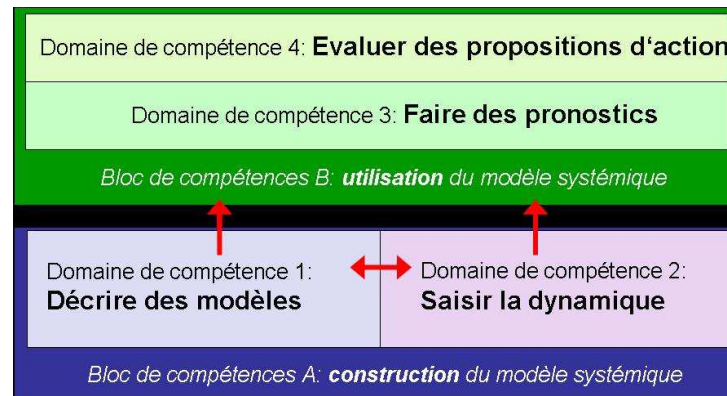 Domaine de compétence 4: Evaluer des propositions d'action
Domaine de compétence 3: Faire des pronostics
Bloc de compétences B: utilisation du modèle systémique
Domaine de compétence 1:
Décrire des modèles
Domaine de compétence 2:
Saisir la dynamique
Bloc de compétences A: construction du modèle systémique